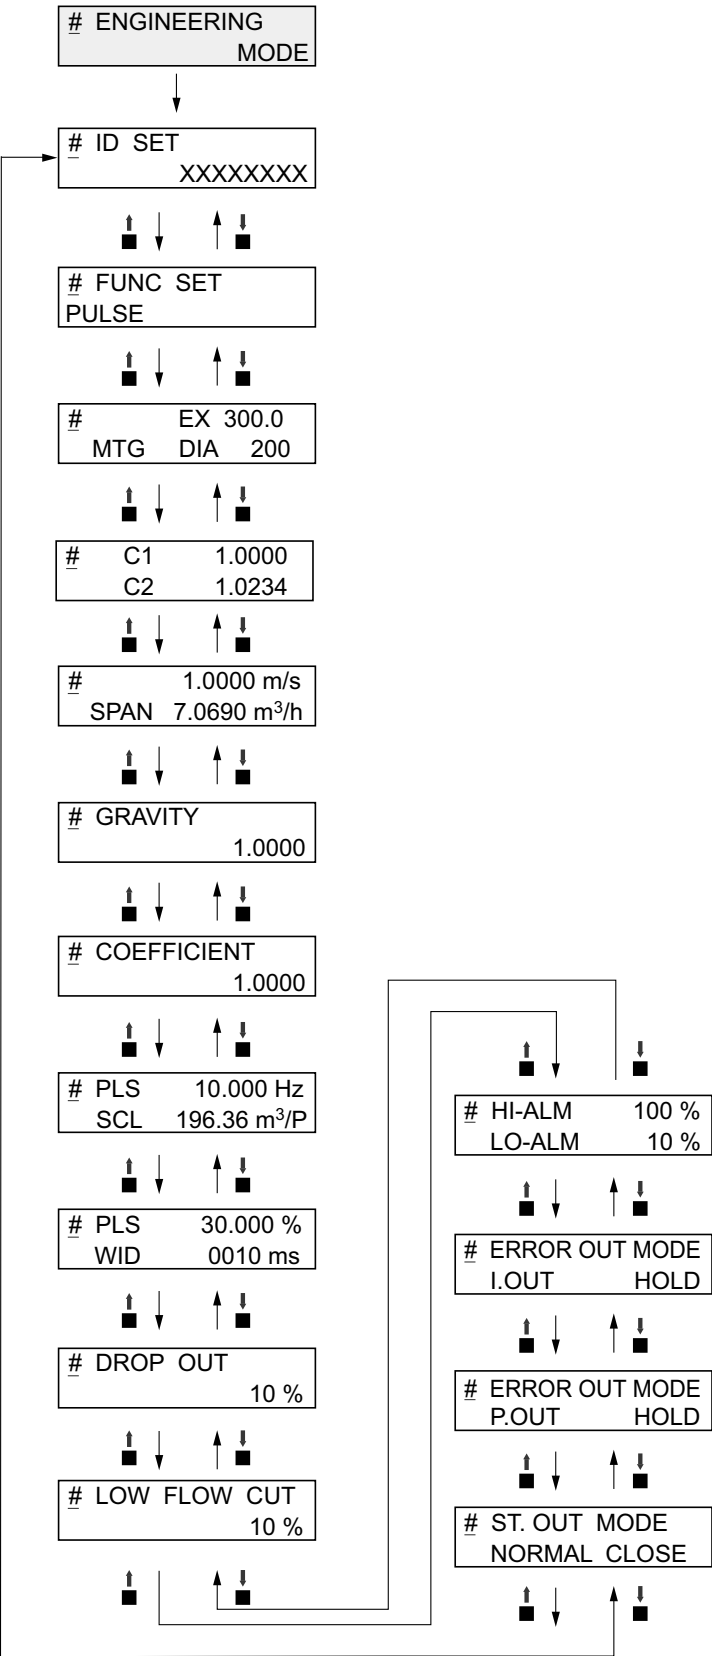 # ENGINEERING
MODE
# ID SET
XXXXXXXX
# FUNC SET
PULSE
# EX 300.0
MTG DIA 200
# C1 1.0000
C2 1.0234
# 1.0000 m/s
SPAN 7.0690 m³/h
# GRAVITY
1.0000
# COEFFICIENT
1.0000
# PLS 10.000 Hz
SCL 196.36 m³/P
# PLS 30.000 %
WID 0010 ms
# DROP OUT
10 %
# LOW FLOW CUT
10 %
# HI-ALM 100 %
LO-ALM 10 %
# ERROR OUT MODE
I.OUT HOLD
# ERROR OUT MODE
P.OUT HOLD
# ST. OUT MODE
NORMAL CLOSE